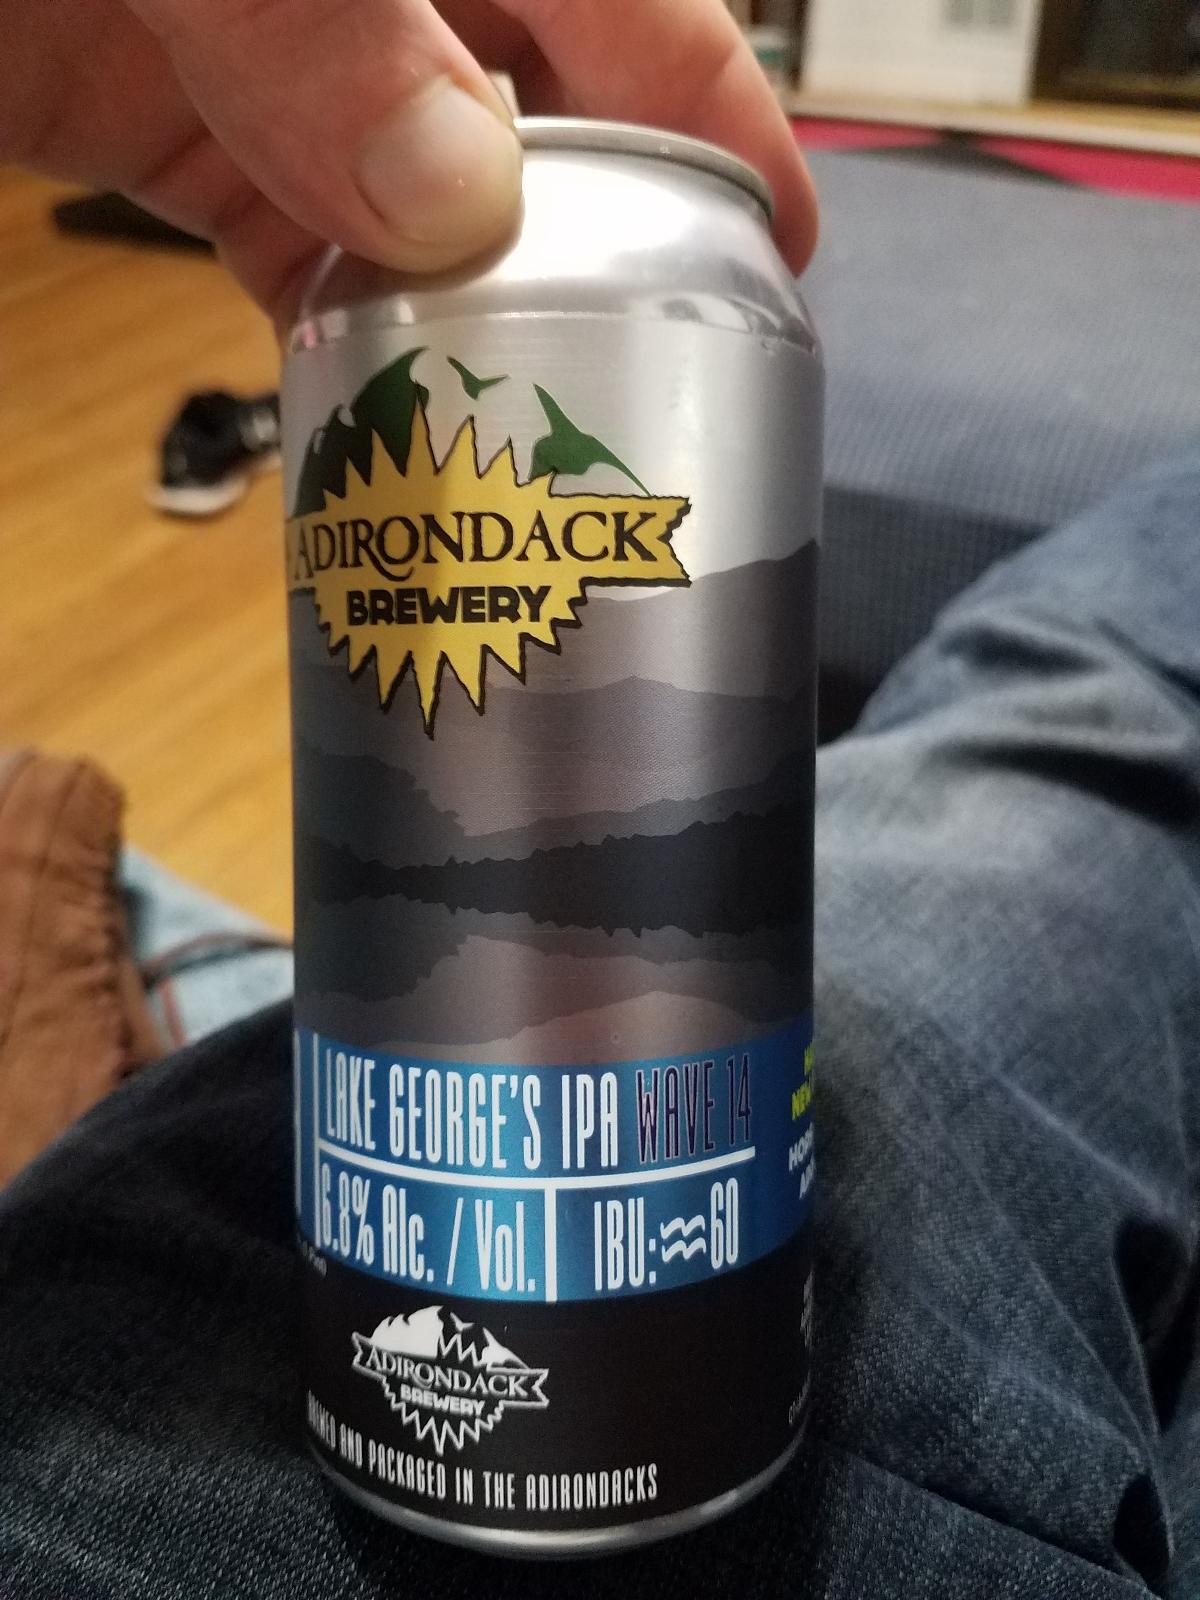 ADIRONDACK
BREWERY
LAKE GEORGE'S IPA WAVE 14
6.8% Alc. / Vol.
IBU: 60
ADIRONDACK
BREWERY
BREWED AND PACKAGED IN THE ADIRONDACKS